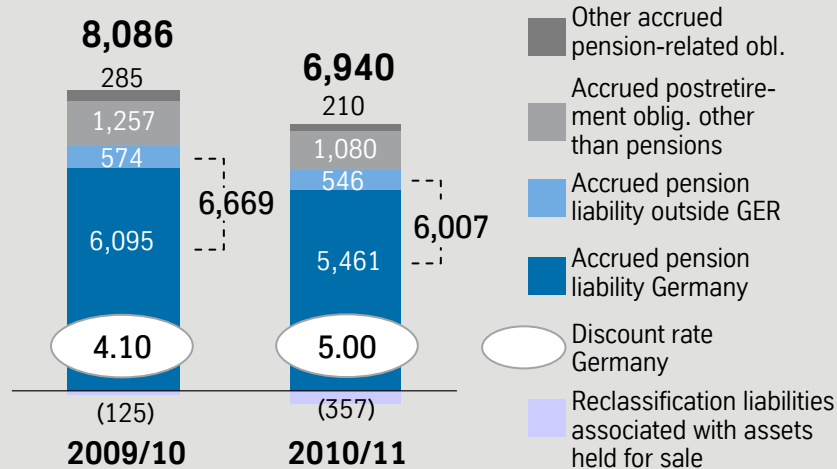 8,086
285
1,257
574
6,669
6,095
4.10
(125)
2009/10
6,940
210
1,080
546
6,007
5,461
5.00
(357)
2010/11
Other accrued
pension-related obl.
Accrued postretire-
ment oblig. other
than pensions
Accrued pension
liability outside GER
Accrued pension
liability Germany
Discount rate
Germany
Reclassification liabilities
associated with assets
held for sale